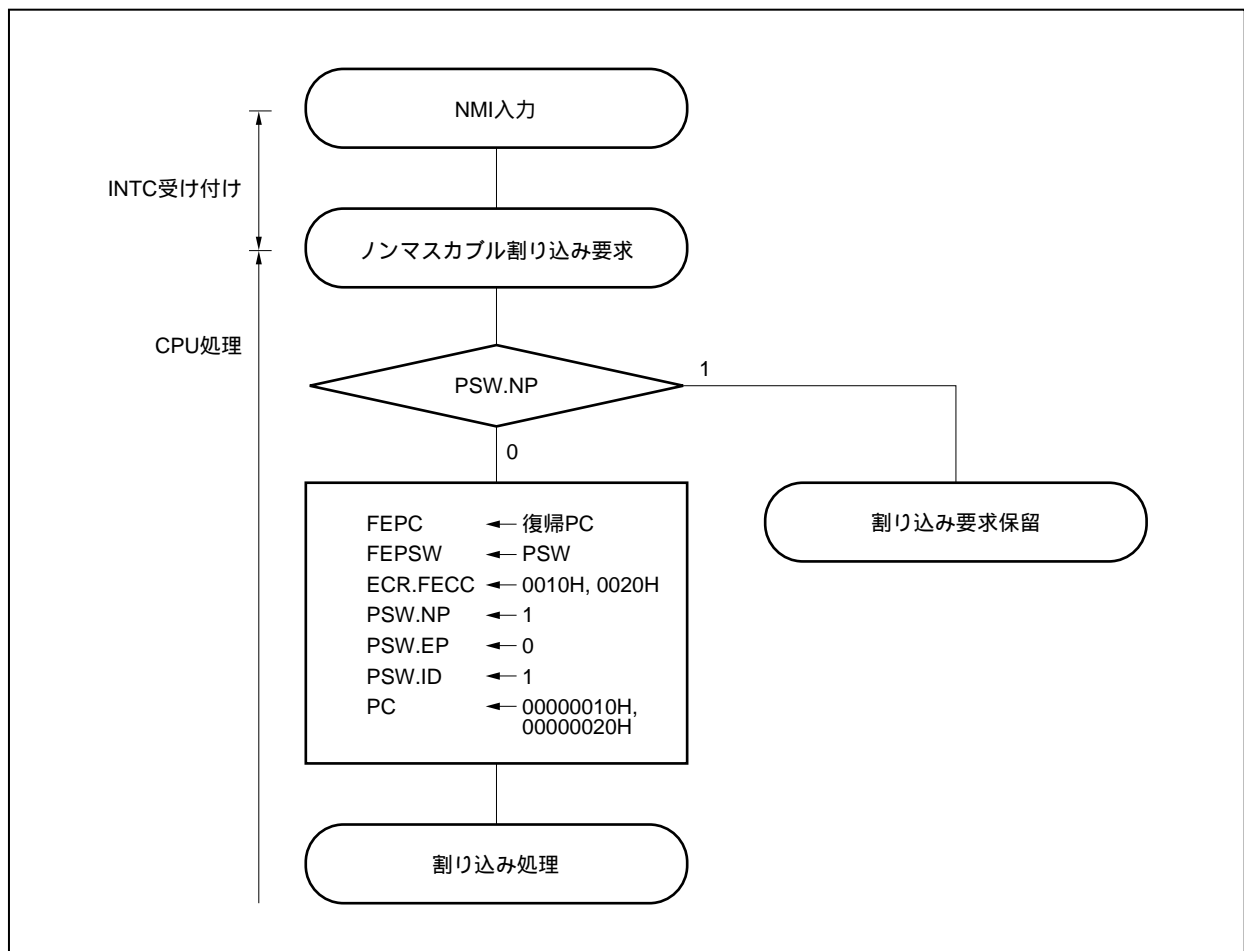 NMI入力
INTC受け付け
ノンマスカブル割り込み要求
CPU処理
PSW.NP
1
0
FEPC ← 復帰PC
FEPSW ← PSW
ECR.FECC ← 0010H, 0020H
PSW.NP ← 1
PSW.EP ← 0
PSW.ID ← 1
PC ← 00000010H,
00000020H
割り込み要求保留
割り込み処理